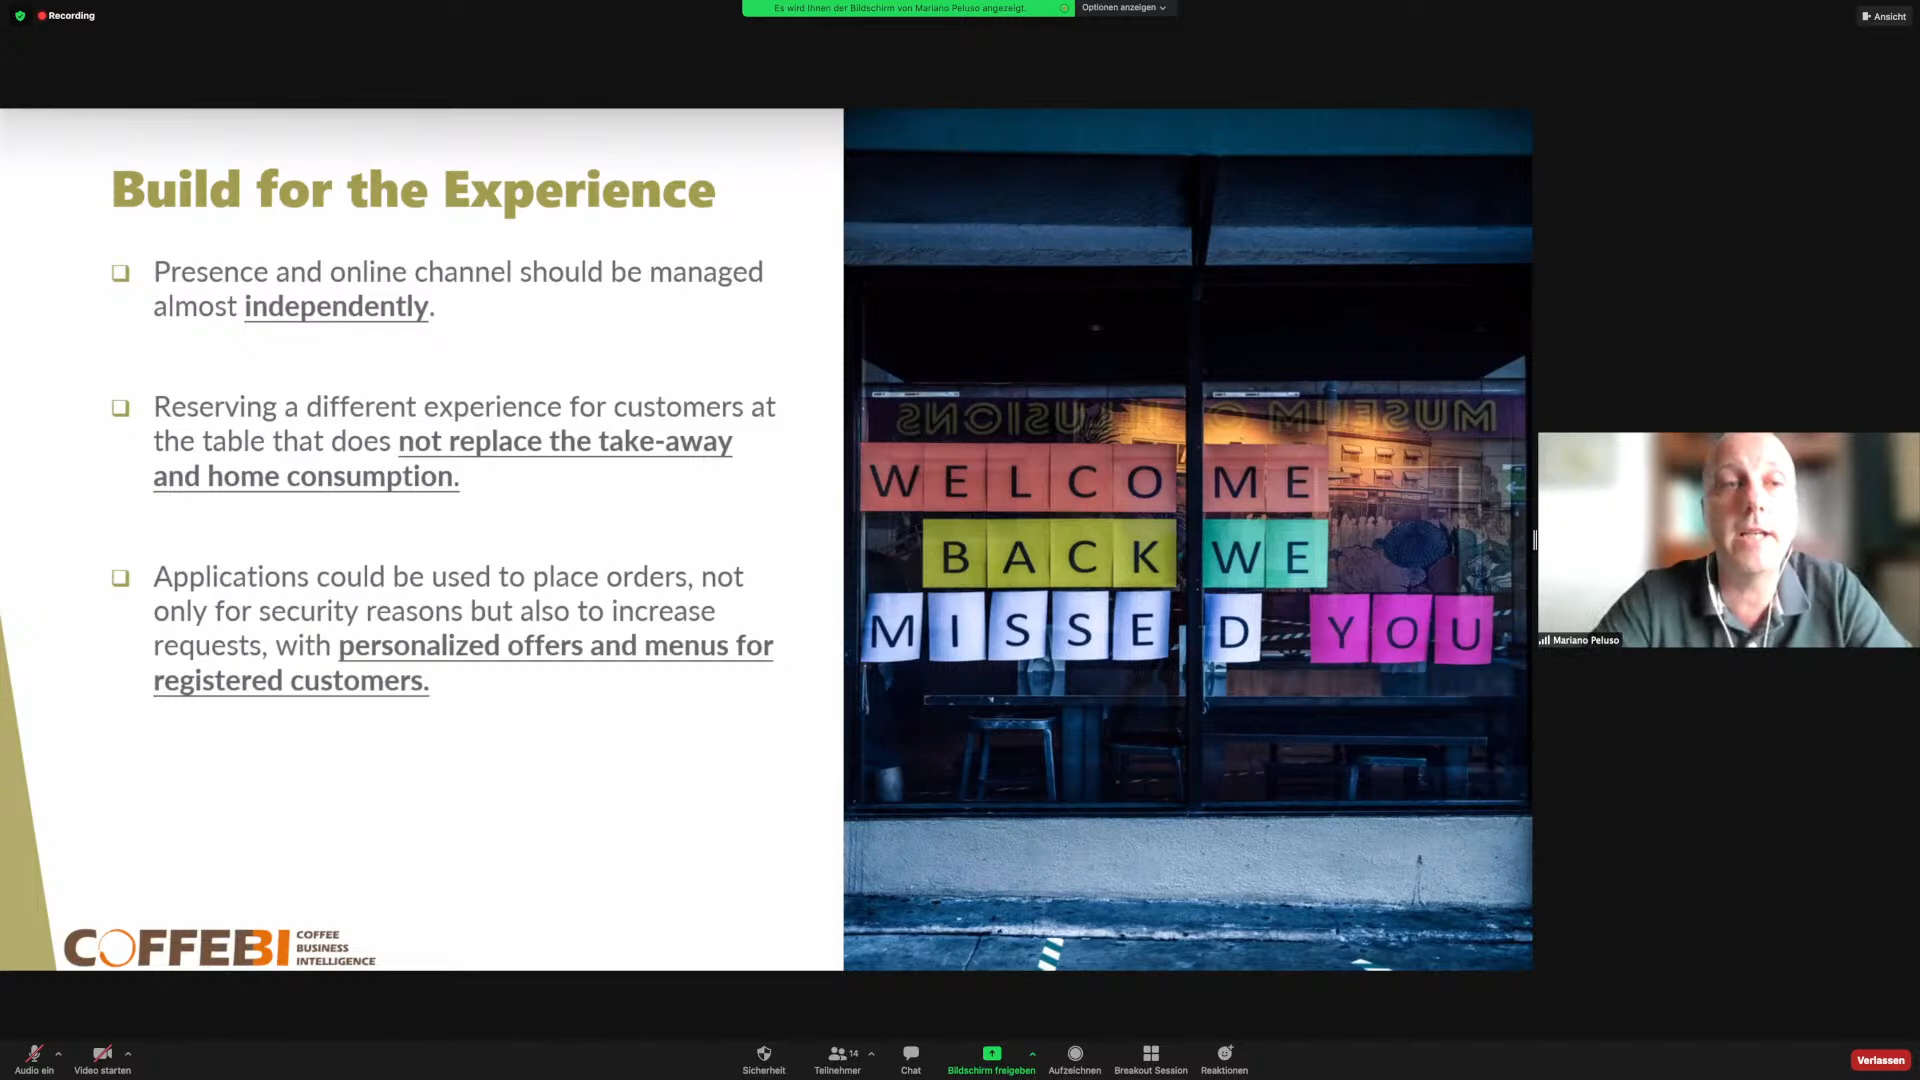 Recording
Es wird Ihnen der Bildschirm von Mariano Peluso angezeigt.
Optionen anzeigen
Ansicht
Build for the Experience
Presence and online channel should be managed
almost independently.
Reserving a different experience for customers at
the table that does not replace the take-away
and home consumption.
Applications could be used to place orders, not
only for security reasons but also to increase
requests, with personalized offers and menus for
registered customers.
COFFEEBI COFFEE
BUSINESS
INTELLIGENCE
MUSEUM OF ILLUSIONS
WELCOME
BACK WE
MISSED YOU
Mariano Peluso
Audio ein
Video starten
Sicherheit
14
Teilnehmer
Chat
Bildschirm freigeben
Aufzeichnen
Breakout Session
Reaktionen
Verlassen